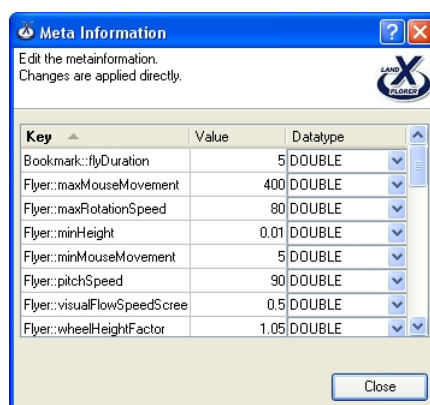 Meta Information
Edit the metainformation.
Changes are applied directly.
LAND
X
PLORER
Key Value Datatype
Bookmark::flyDuration 5 DOUBLE
Flyer::maxMouseMovement 400 DOUBLE
Flyer::maxRotationSpeed 80 DOUBLE
Flyer::minHeight 0.01 DOUBLE
Flyer::minMouseMovement 5 DOUBLE
Flyer::pitchSpeed 90 DOUBLE
Flyer::visualFlowSpeedScree 0.5 DOUBLE
Flyer::wheelHeightFactor 1.05 DOUBLE
Close